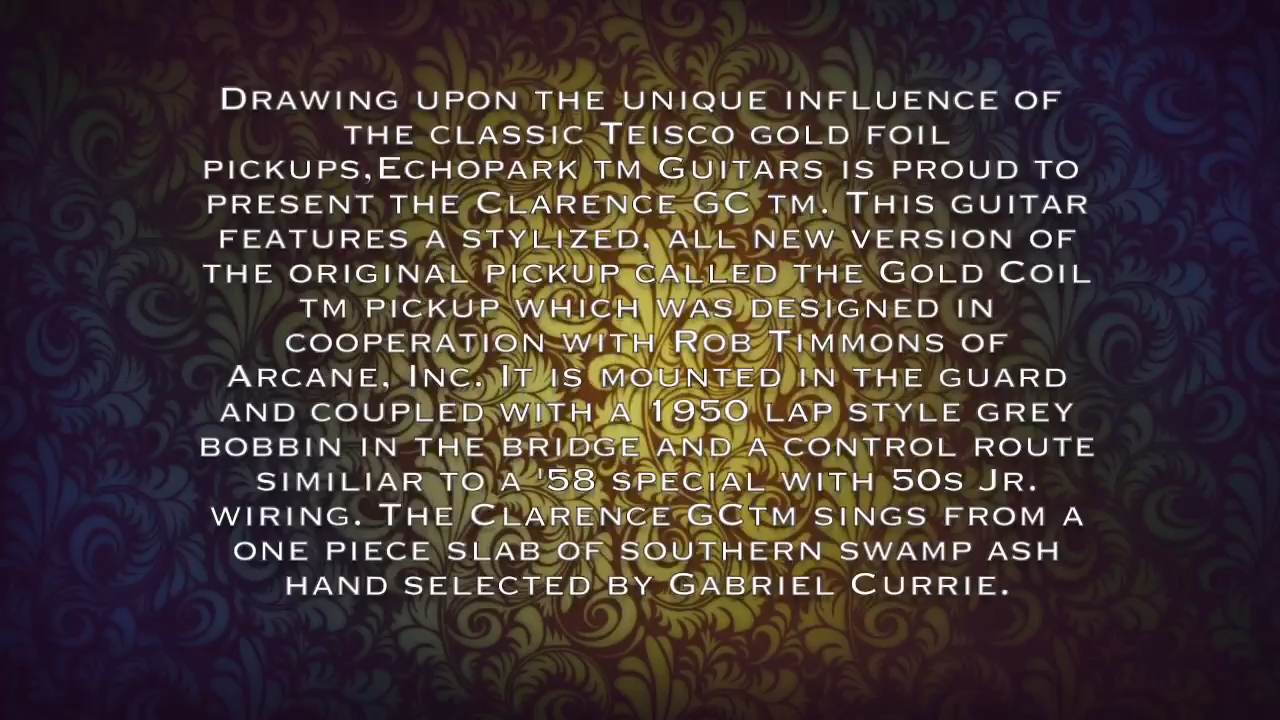 Drawing upon the unique influence of
the classic Teisco gold foil
pickups,Echopark tm Guitars is proud to
present the Clarence GC tm. This guitar
features a stylized, all new version of
the original pickup called the Gold Coil
tm pickup which was designed in
cooperation with Rob Timmons of
Arcane, Inc. It is mounted in the guard
and coupled with a 1950 lap style grey
bobbin in the bridge and a control route
similiar to a '58 special with 50s Jr.
wiring. The Clarence GCtm sings from a
one piece slab of southern swamp ash
hand selected by Gabriel Currie.